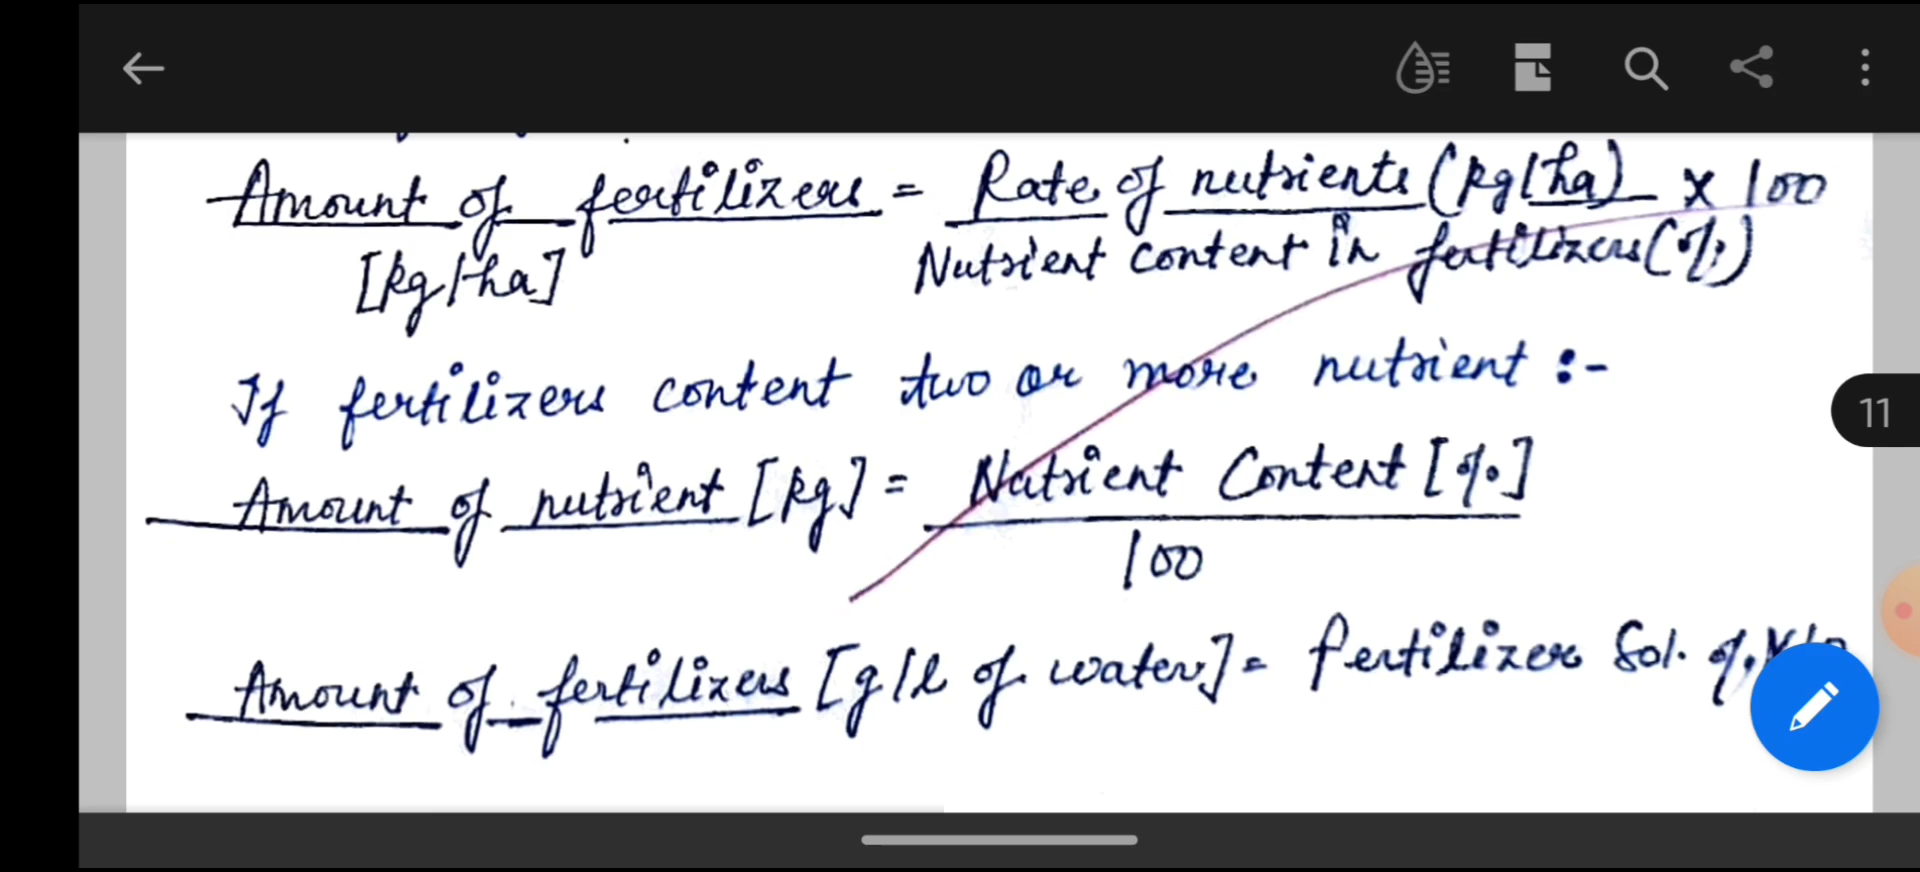 Amount of fertilizers = Rate of nutrients (kg/ha) x 100
[kg/ha] Nutrient content in fertilizers (%)
If fertilizers content two or more nutrient :-
11
Amount of nutrient [kg] = Nutrient Content [%]
100
Amount of fertilizers [g/l of water] = fertilizer Sol. %